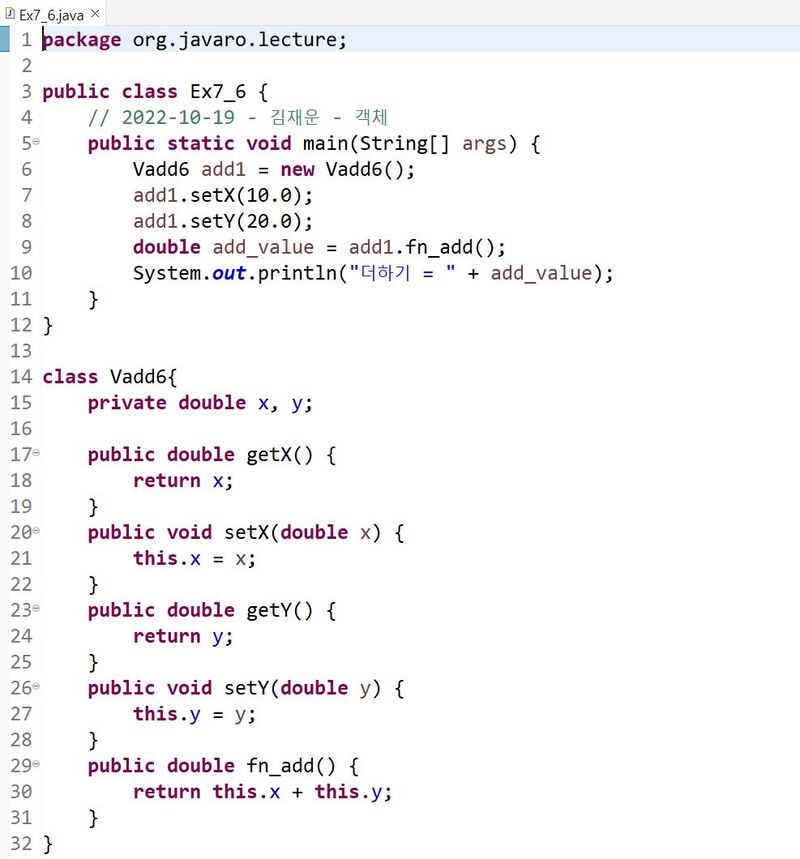 Ex7_6.java
1 package org.javaro.lecture;
2
3 public class Ex7_6 {
4     // 2022-10-19 - 김재운 - 객체
5     public static void main(String[] args) {
6         Vadd6 add1 = new Vadd6();
7         add1.setX(10.0);
8         add1.setY(20.0);
9         double add_value = add1.fn_add();
10         System.out.println("더하기 = " + add_value);
11     }
12 }
13
14 class Vadd6{
15     private double x, y;
16
17     public double getX() {
18         return x;
19     }
20     public void setX(double x) {
21         this.x = x;
22     }
23     public double getY() {
24         return y;
25     }
26     public void setY(double y) {
27         this.y = y;
28     }
29     public double fn_add() {
30         return this.x + this.y;
31     }
32 }